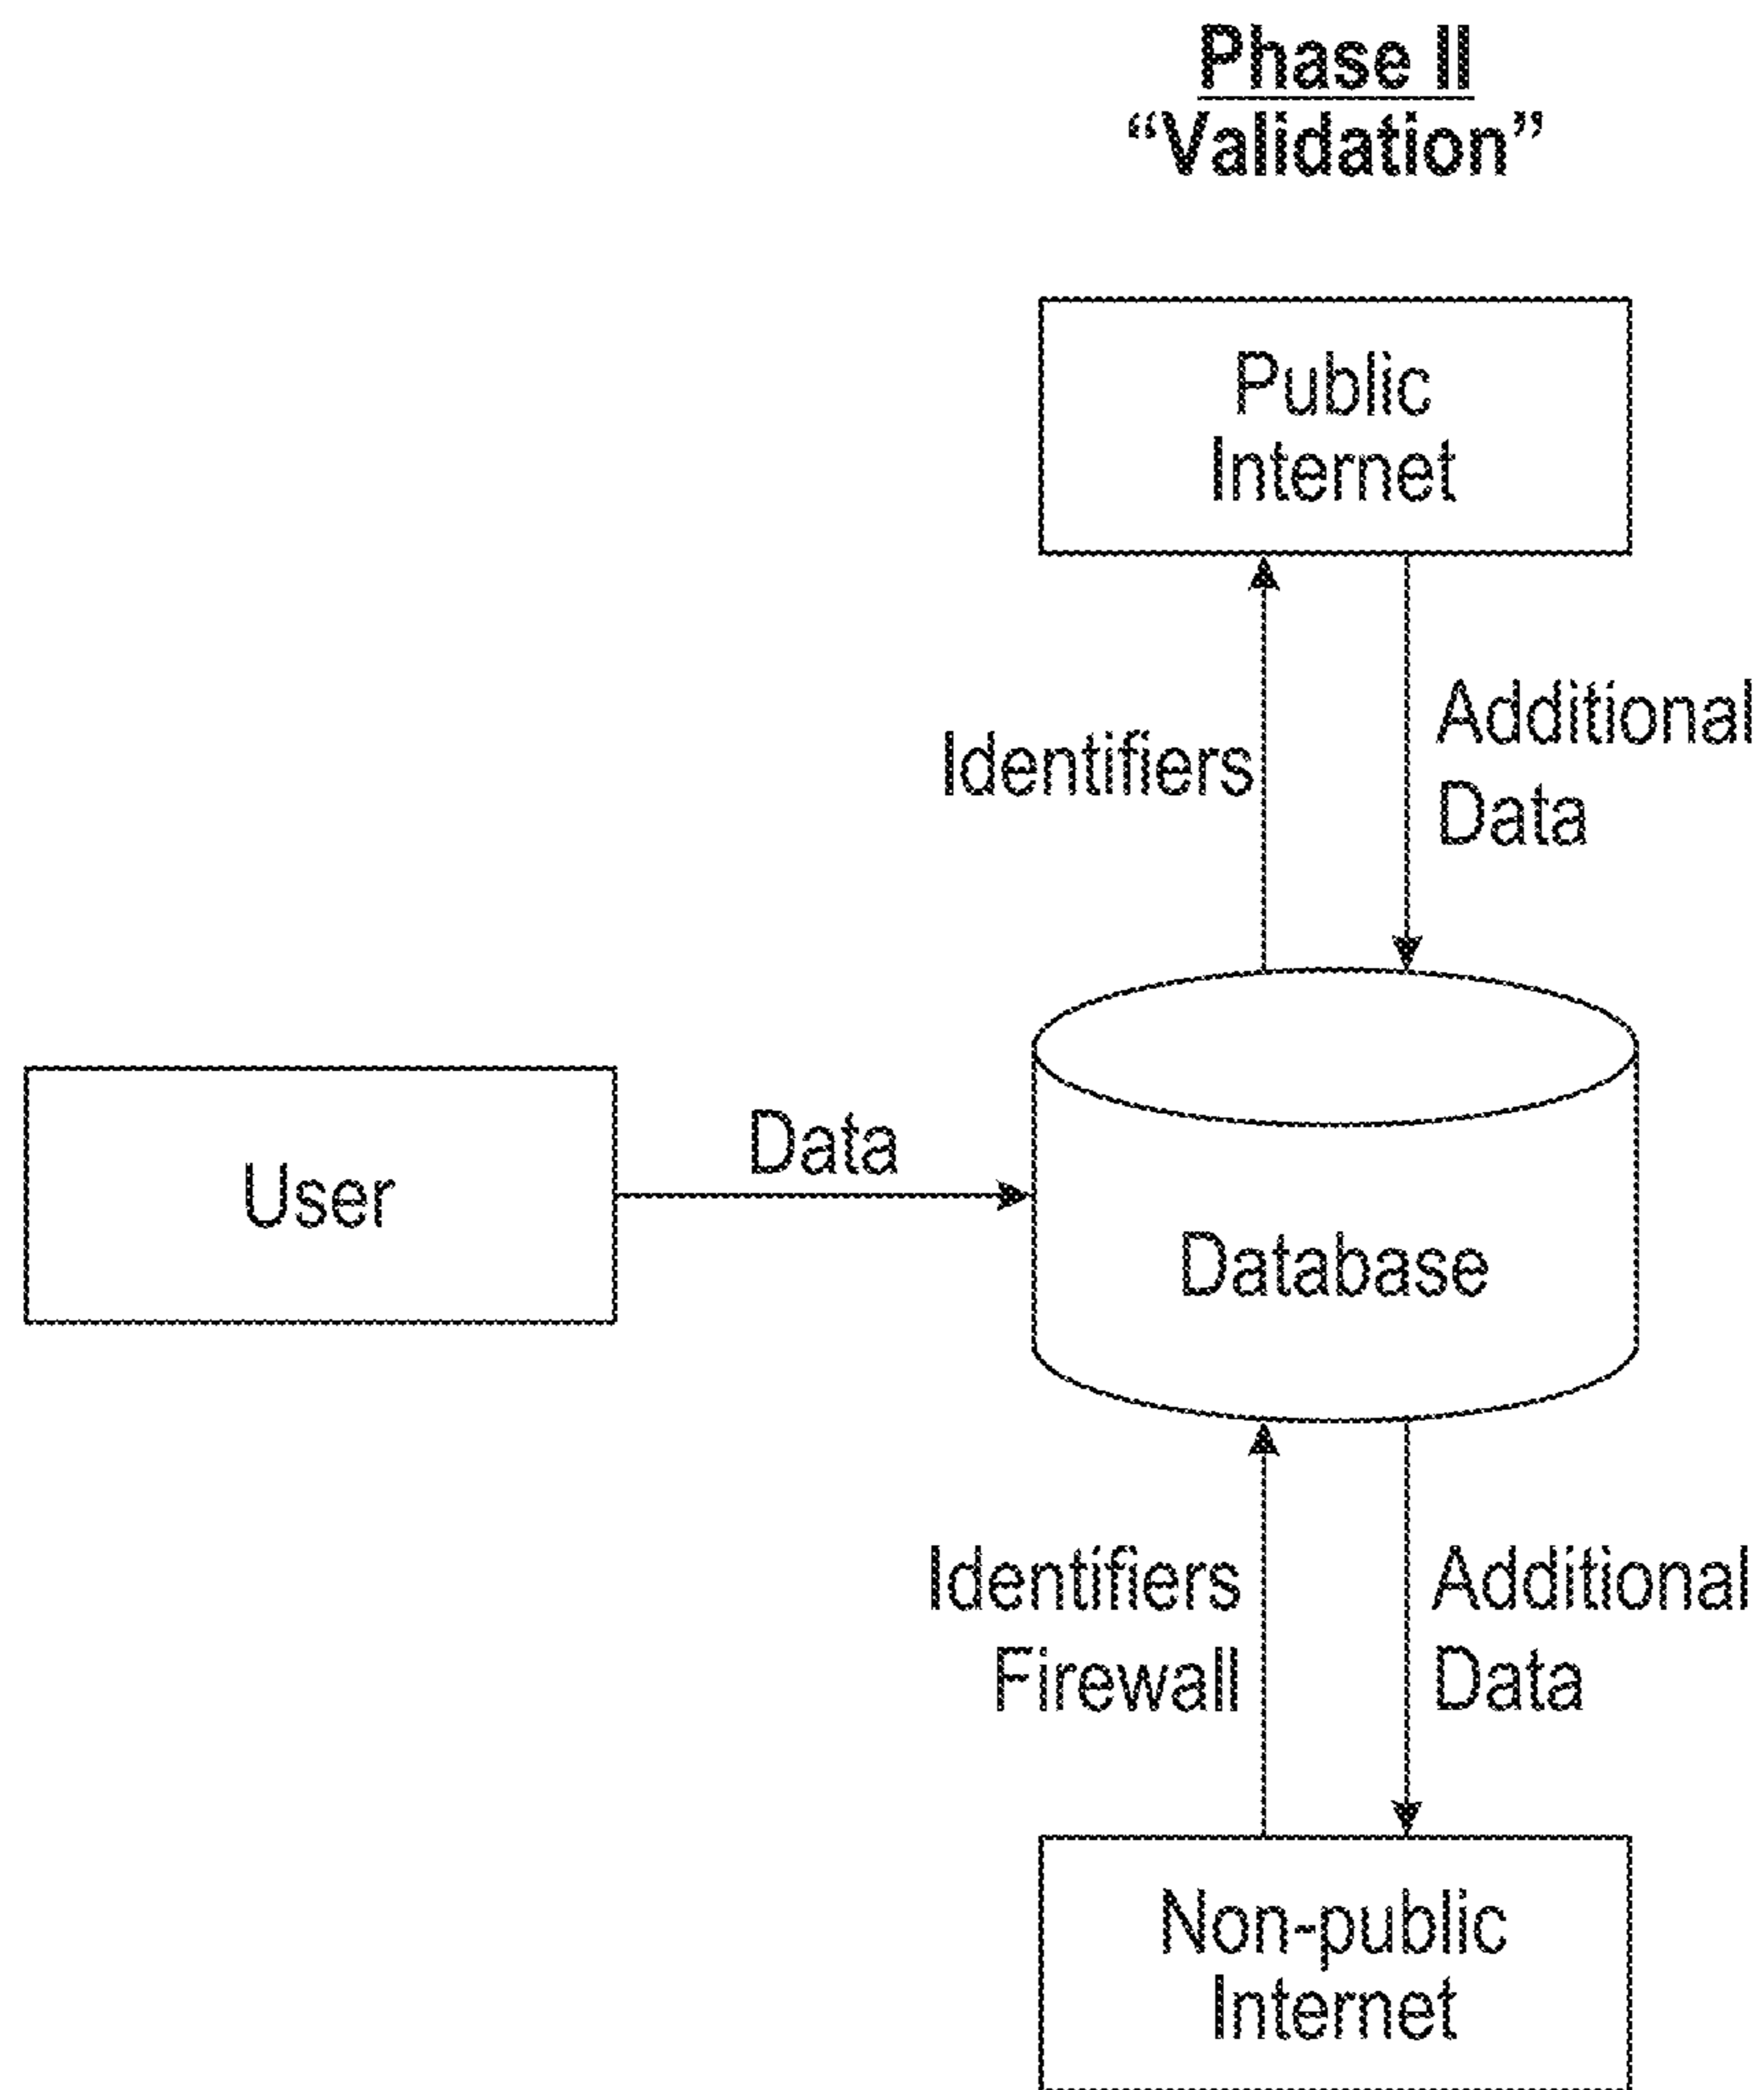 Phase II
“Validation”
Public
Internet
Identifiers
Additional
Data
User
Data
Database
Identifiers
Firewall
Additional
Data
Non-public
Internet